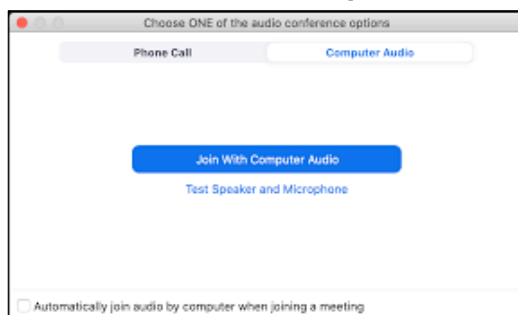 Choose ONE of the audio conference options
Phone Call
Computer Audio
Join With Computer Audio
Test Speaker and Microphone
Automatically join audio by computer when joining a meeting